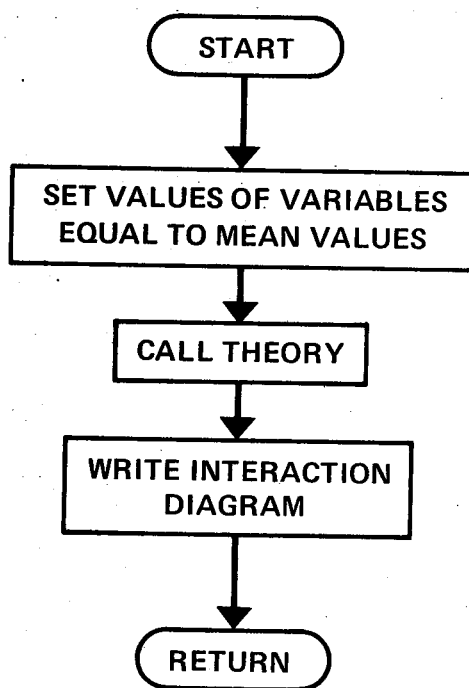 START
SET VALUES OF VARIABLES
EQUAL TO MEAN VALUES
CALL THEORY
WRITE INTERACTION
DIAGRAM
RETURN